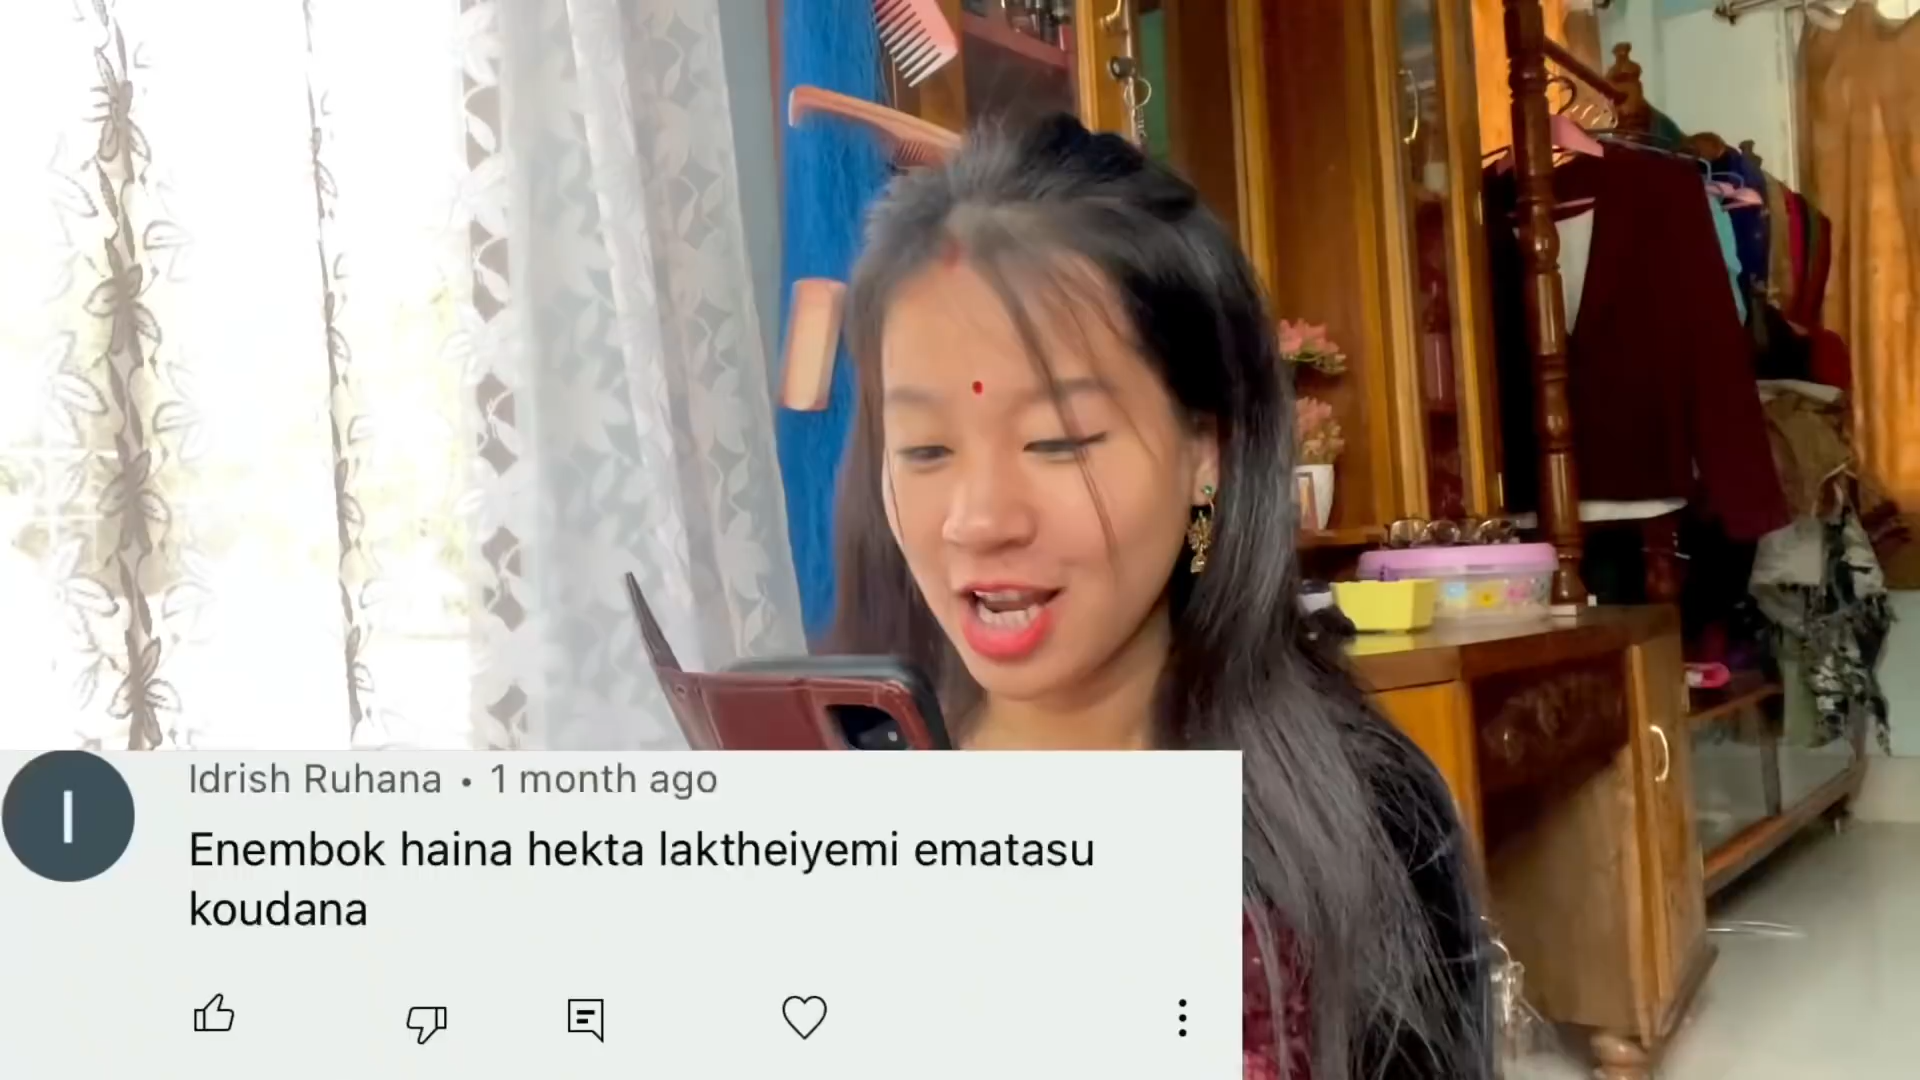 I
Idrish Ruhana • 1 month ago
Enembok haina hekta laktheiyemi ematasu
koudana